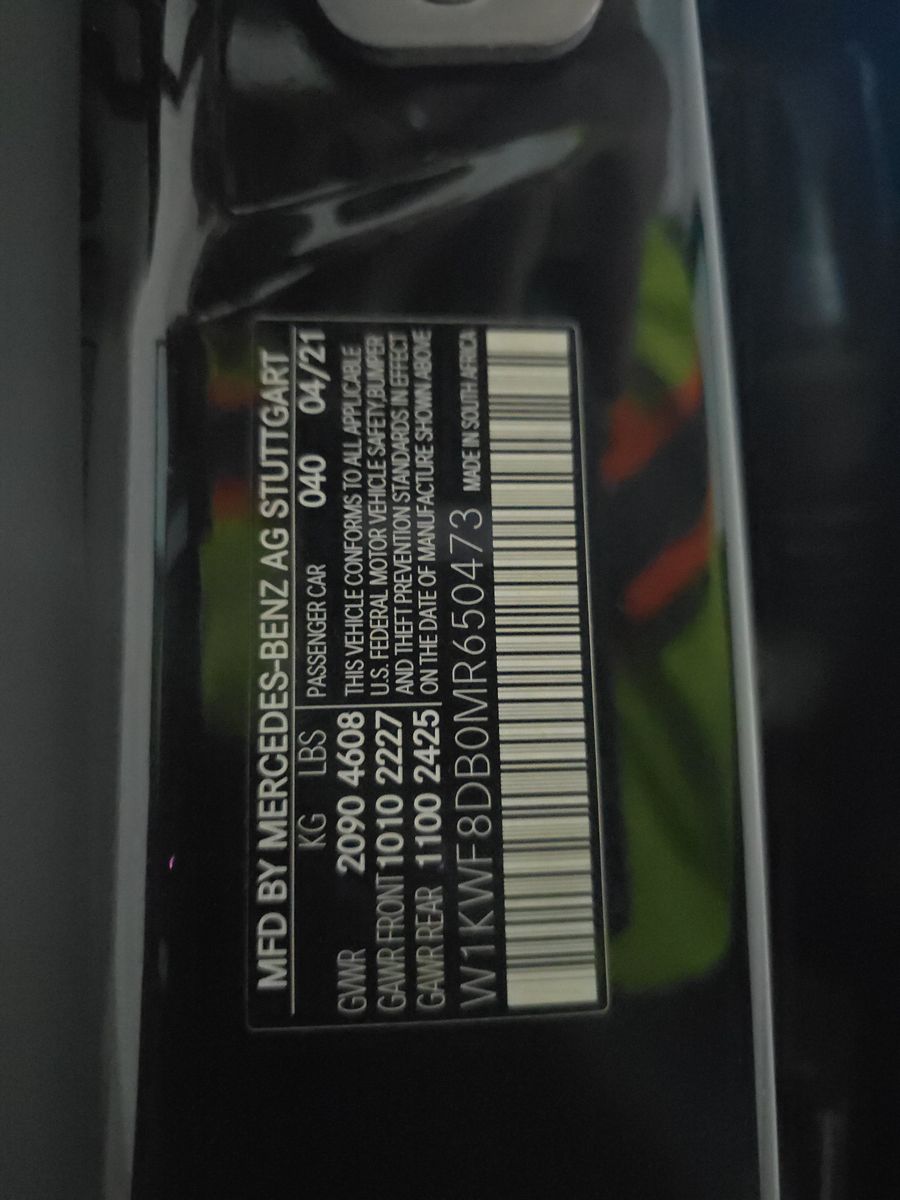 MFD BY MERCEDES-BENZ AG STUTTGART
KG LBS PASSENGER CAR 040 04/21
GVWR 2090 4608 THIS VEHICLE CONFORMS TO ALL APPLICABLE
GAWR FRONT 1010 2227 U.S. FEDERAL MOTOR VEHICLE SAFETY,BUMPER
AND THEFT PREVENTION STANDARDS IN EFFECT
GAWR REAR 1100 2425 ON THE DATE OF MANUFACTURE SHOWN ABOVE
W1KWF8DB0MR650473 MADE IN SOUTH AFRICA